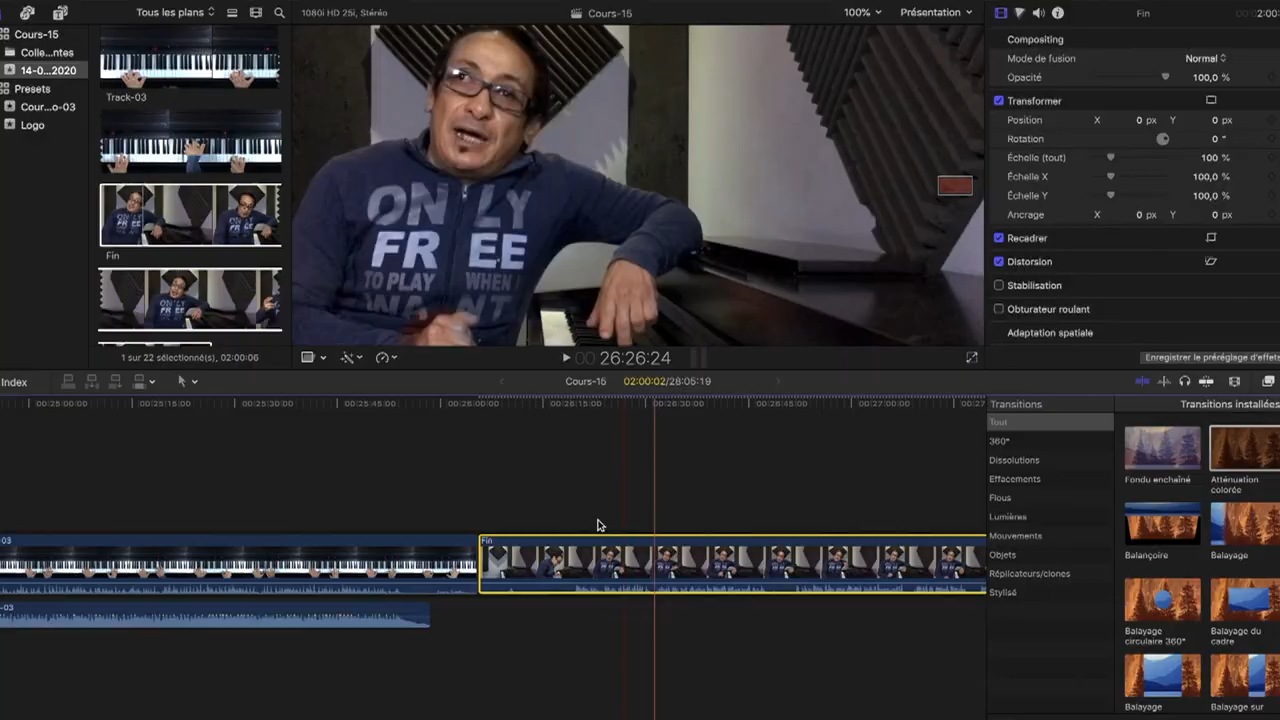 Tous les plans
1080i HD 25i, Stéréo
Cours-15
100%
Présentation
Fin
Cours-15
Colle...ntes
14-0...2020
Presets
Cour...o-03
Logo
Track-03
Fin
1 sur 22 sélectionné(s), 02:00:06
ONLY
FREE
TO PLAY WHEN I
WANT
26:26:24
Compositing
Mode de fusion Normal
Opacité 100,0 %
Transformer
Position X 0 px Y 0 px
Rotation 0 °
Échelle (tout) 100 %
Échelle X 100,0 %
Échelle Y 100,0 %
Ancrage X 0 px Y 0 px
Recadrer
Distorsion
Stabilisation
Obturateur roulant
Adaptation spatiale
Enregistrer le préréglage d'effets
Index
Cours-15
02:00:02/28:05:19
00:25:00:00 00:25:15:00 00:25:30:00 00:25:45:00 00:26:00:00 00:26:15:00 00:26:30:00 00:26:45:00 00:27:00:00 00:27
-03
Fin
-03
Transitions
Tout
360°
Dissolutions
Effacements
Flous
Lumières
Mouvements
Objets
Réplicateurs/clones
Stylisé
Transitions installées
Fondu enchaîné
Atténuation
colorée
Balançoire
Balayage
Balayage
circulaire 360°
Balayage du
cadre
Balayage
Balayage sur